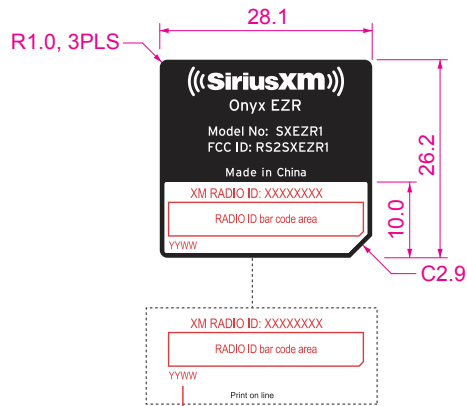 28.1
R1.0, 3PLS
SiriusXM
Onyx EZR
Model No: SXEZR1
FCC ID: RS2SXEZR1
Made in China
26.2
10.0
XM RADIO ID: XXXXXXXX
RADIO ID bar code area
YYWW
C2.9
XM RADIO ID: XXXXXXXX
RADIO ID bar code area
YYWW
Print on line